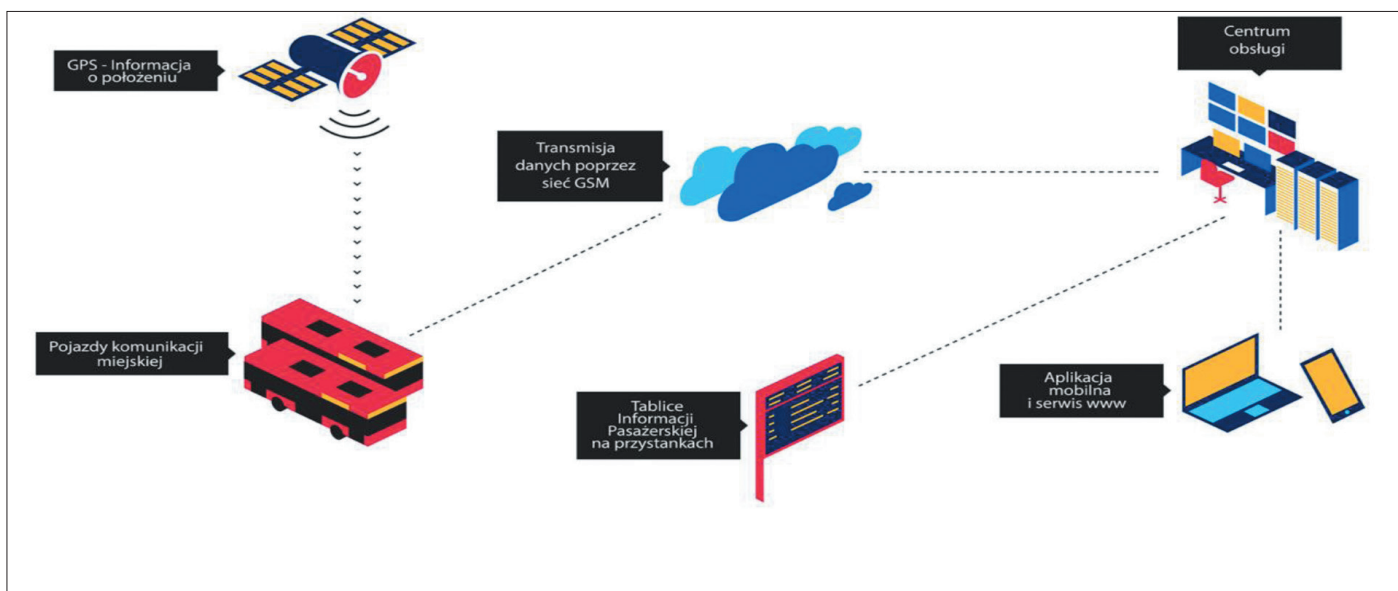 GPS - Informacja
o położeniu
Centrum
obsługi
Transmisja
danych poprzez
sieć GSM
Pojazdy komunikacji
miejskiej
Tablice
Informacji
Pasażerskiej
na przystankach
Aplikacja
mobilna
i serwis www